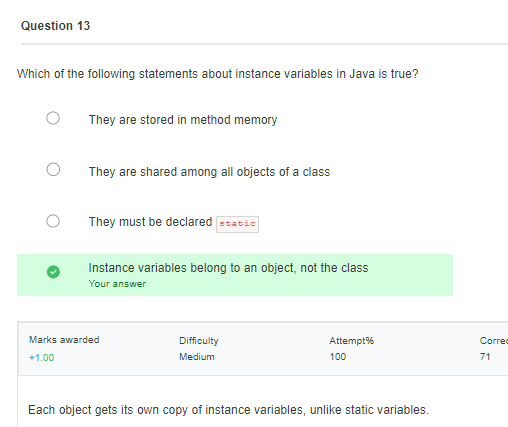 Question 13
Which of the following statements about instance variables in Java is true?
They are stored in method memory
They are shared among all objects of a class
They must be declared static
Instance variables belong to an object, not the class
Your answer
Marks awarded Difficulty Attempt% Correc
+1.00 Medium 100 71
Each object gets its own copy of instance variables, unlike static variables.